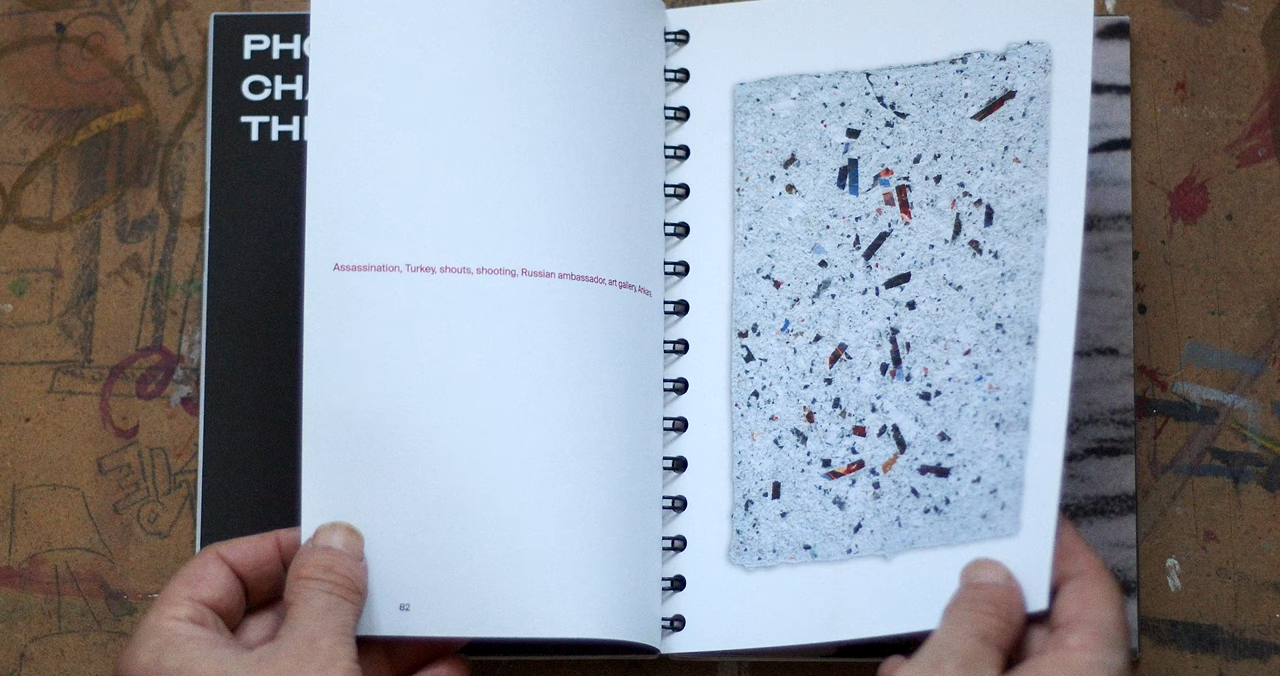 PHO
CHA
THE
Assassination, Turkey, shouts, shooting, Russian ambassador, art gallery, Ankara.
82